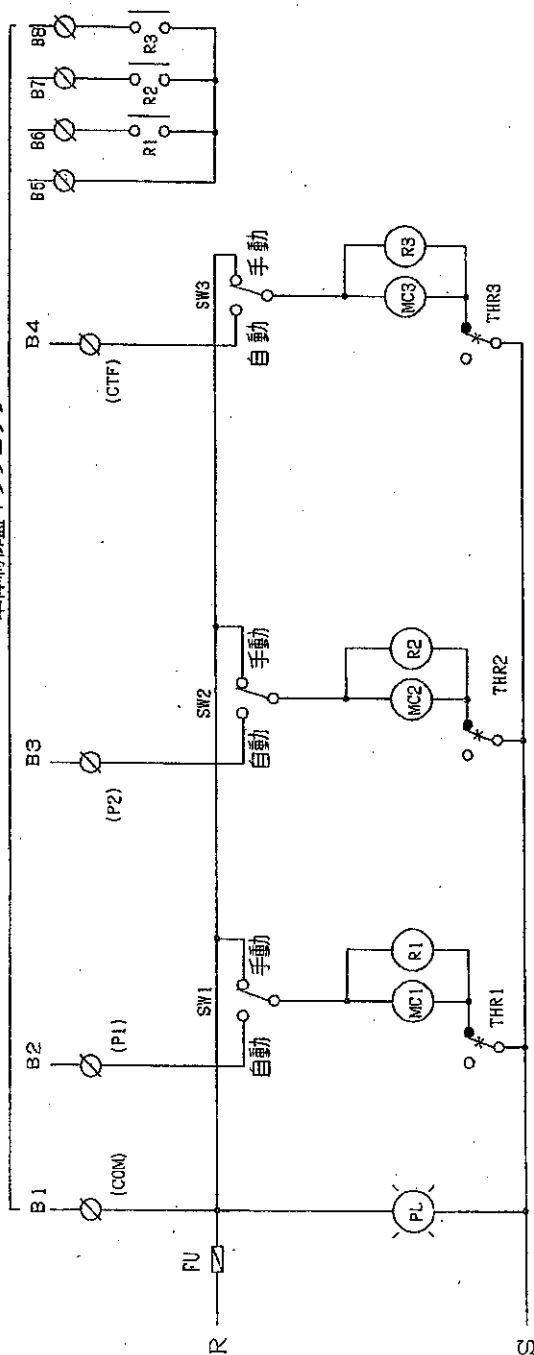 B1
B2
B3
B4
B5
B6
B7
B8
(COM)
(P1)
(P2)
(CTF)
R1
R2
R3
FU
R
SW1
自動
手動
SW2
自動
手動
SW3
自動
手動
PL
MC1
R1
MC2
R2
MC3
R3
THR1
THR2
THR3
S